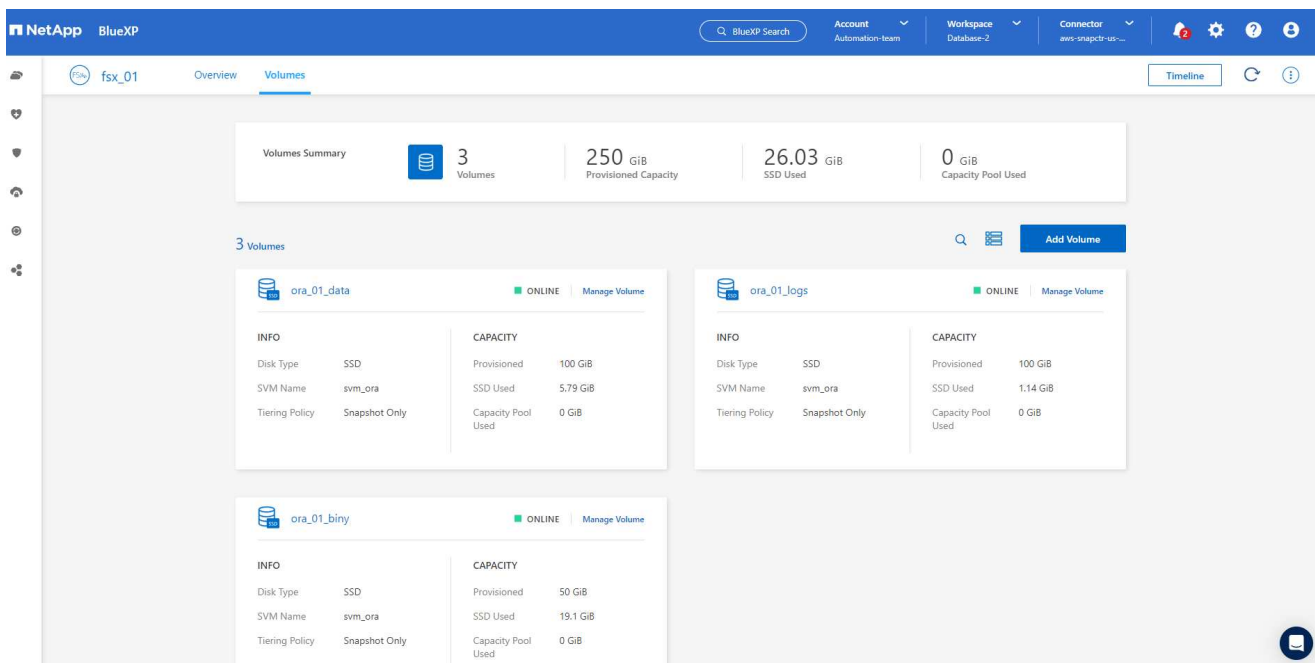 NetApp BlueXP BlueXP Search Account Automation-team Workspace Database-2 Connector aws-snapctr-us-... 2
FSxN fsx_01 Overview Volumes Timeline
Volumes Summary 3 Volumes 250 GiB Provisioned Capacity 26.03 GiB SSD Used 0 GiB Capacity Pool Used
3 Volumes Add Volume
SSD ora_01_data ONLINE Manage Volume
INFO CAPACITY
Disk Type SSD Provisioned 100 GiB
SVM Name svm_ora SSD Used 5.79 GiB
Tiering Policy Snapshot Only Capacity Pool Used 0 GiB
SSD ora_01_logs ONLINE Manage Volume
INFO CAPACITY
Disk Type SSD Provisioned 100 GiB
SVM Name svm_ora SSD Used 1.14 GiB
Tiering Policy Snapshot Only Capacity Pool Used 0 GiB
SSD ora_01_biny ONLINE Manage Volume
INFO CAPACITY
Disk Type SSD Provisioned 50 GiB
SVM Name svm_ora SSD Used 19.1 GiB
Tiering Policy Snapshot Only Capacity Pool Used 0 GiB